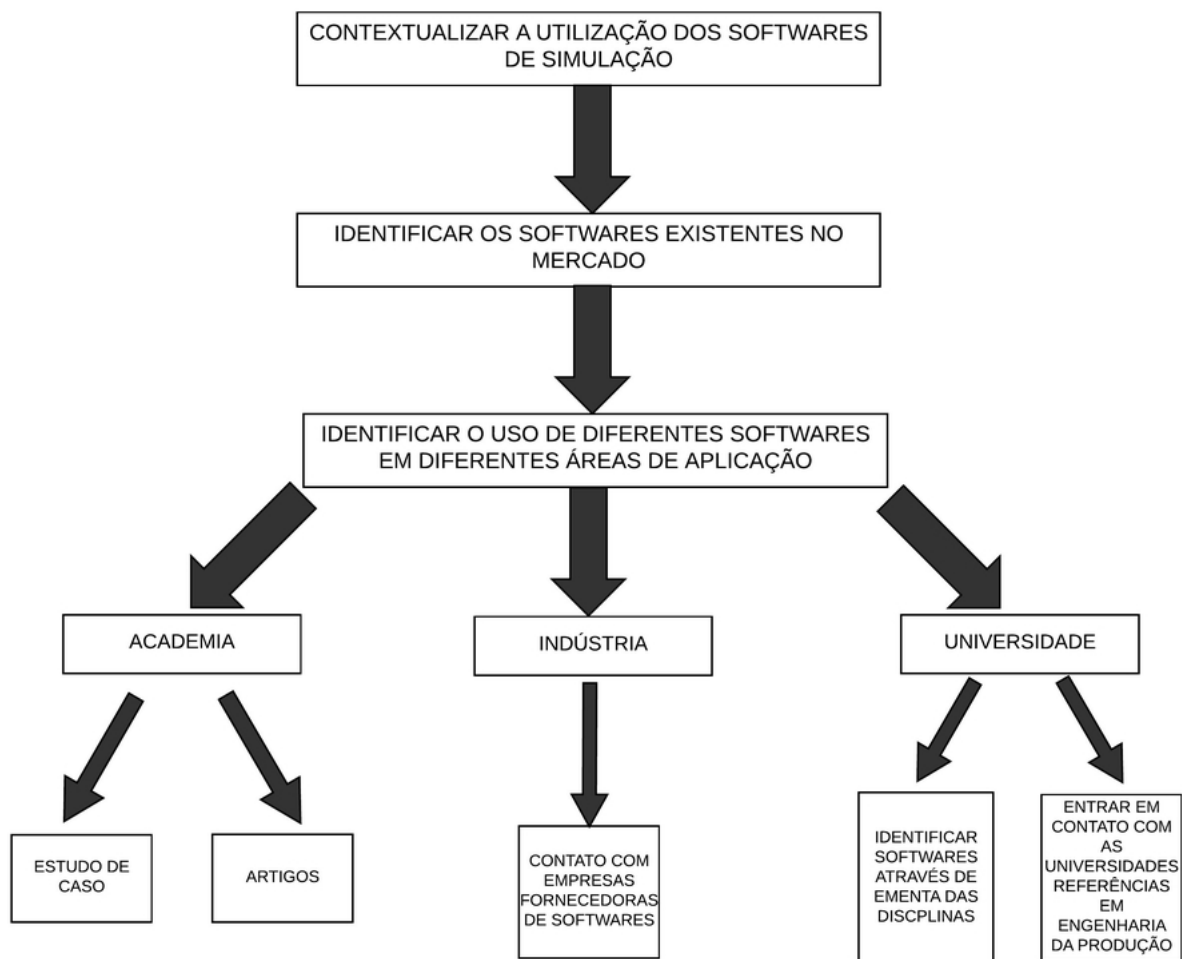 CONTEXTUALIZAR A UTILIZAÇÃO DOS SOFTWARES
DE SIMULAÇÃO
IDENTIFICAR OS SOFTWARES EXISTENTES NO
MERCADO
IDENTIFICAR O USO DE DIFERENTES SOFTWARES
EM DIFERENTES ÁREAS DE APLICAÇÃO
ACADEMIA
INDÚSTRIA
UNIVERSIDADE
ESTUDO DE
CASO
ARTIGOS
CONTATO COM
EMPRESAS
FORNECEDORAS
DE SOFTWARES
IDENTIFICAR
SOFTWARES
ATRAVÉS DE
EMENTA DAS
DISCPLINAS
ENTRAR EM
CONTATO COM
AS
UNIVERSIDADES
REFERÊNCIAS
EM
ENGENHARIA
DA PRODUÇÃO